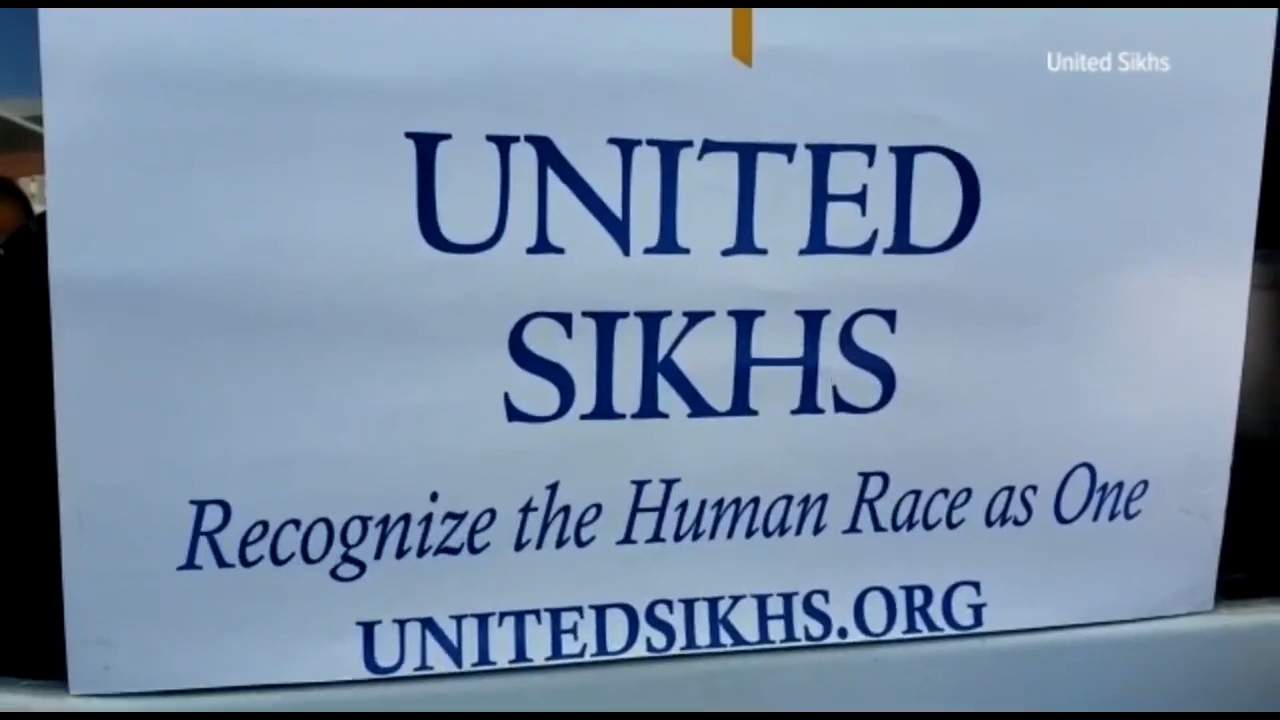 United Sikhs
UNITED
SIKHS
Recognize the Human Race as One
UNITEDSIKHS.ORG